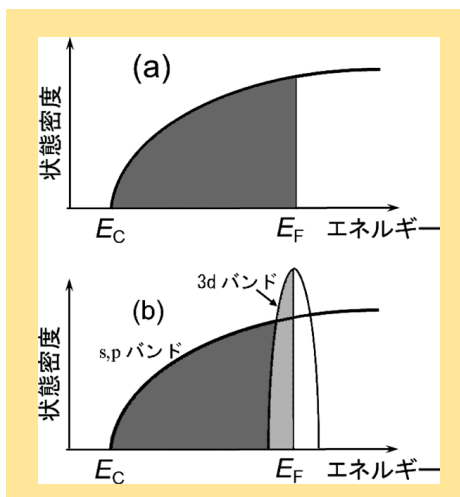 (a)
状態密度
E_C
E_F
エネルギー
3d バンド
(b)
s,p バンド
状態密度
E_C
E_F
エネルギー